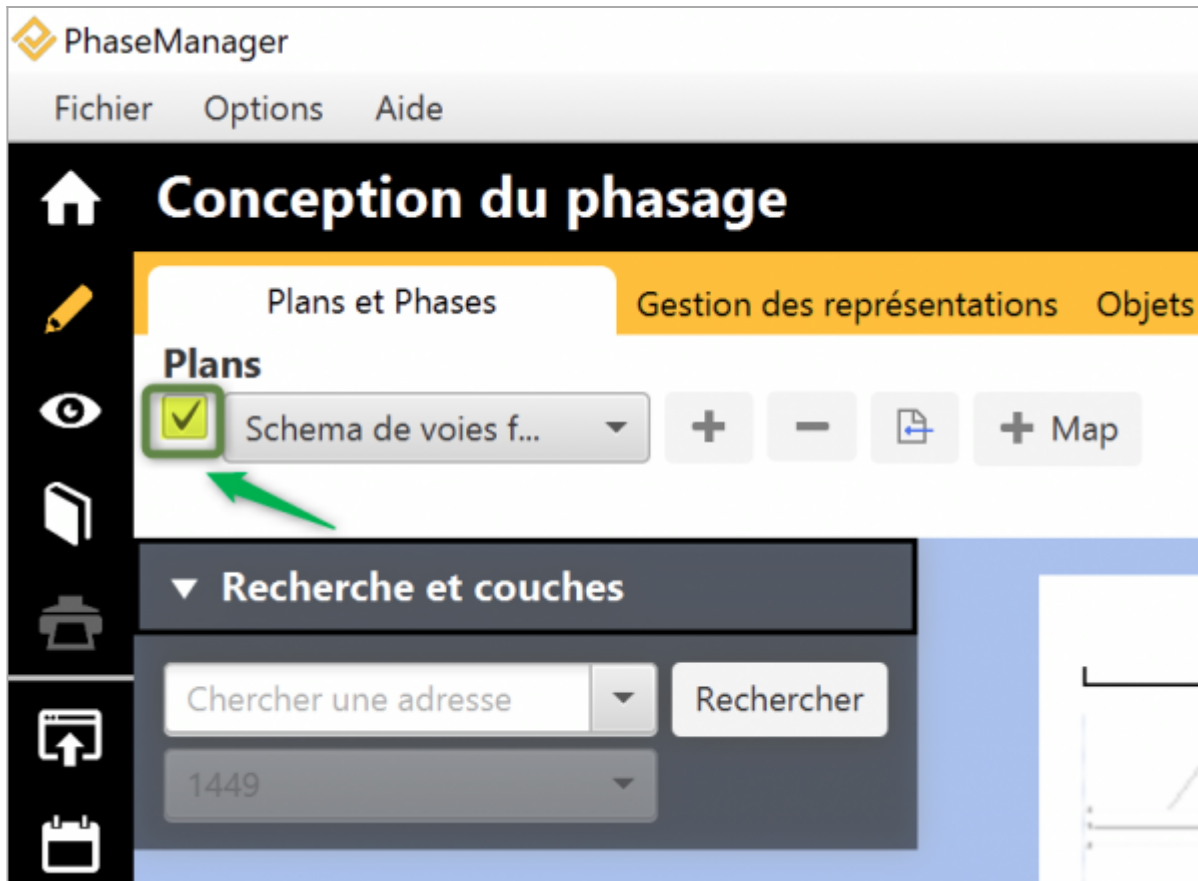 PhaseManager
Fichier Options Aide
Conception du phasage
Plans et Phases Gestion des représentations Objets
Plans
Schema de voies f... + Map
Recherche et couches
Chercher une adresse Rechercher
1449